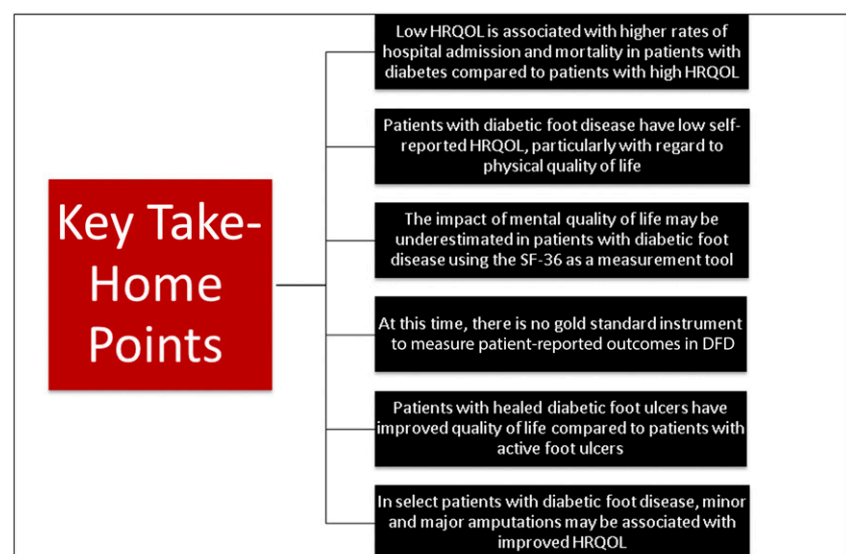 Key Take-
Home
Points
Low HRQOL is associated with higher rates of
hospital admission and mortality in patients with
diabetes compared to patients with high HRQOL
Patients with diabetic foot disease have low self-
reported HRQOL, particularly with regard to
physical quality of life
The impact of mental quality of life may be
underestimated in patients with diabetic foot
disease using the SF-36 as a measurement tool
At this time, there is no gold standard instrument
to measure patient-reported outcomes in DFD
Patients with healed diabetic foot ulcers have
improved quality of life compared to patients with
active foot ulcers
In select patients with diabetic foot disease, minor
and major amputations may be associated with
improved HRQOL